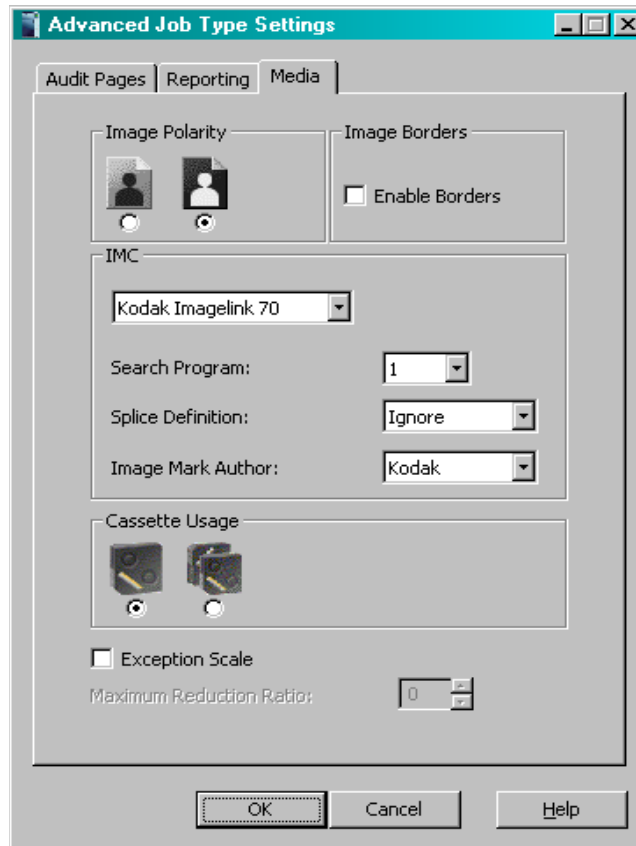 Advanced Job Type Settings
Audit Pages Reporting Media
Image Polarity Image Borders
Enable Borders
IMC
Kodak Imagelink 70
Search Program: 1
Splice Definition: Ignore
Image Mark Author: Kodak
Cassette Usage
Exception Scale
Maximum Reduction Ratio: 0
OK Cancel Help